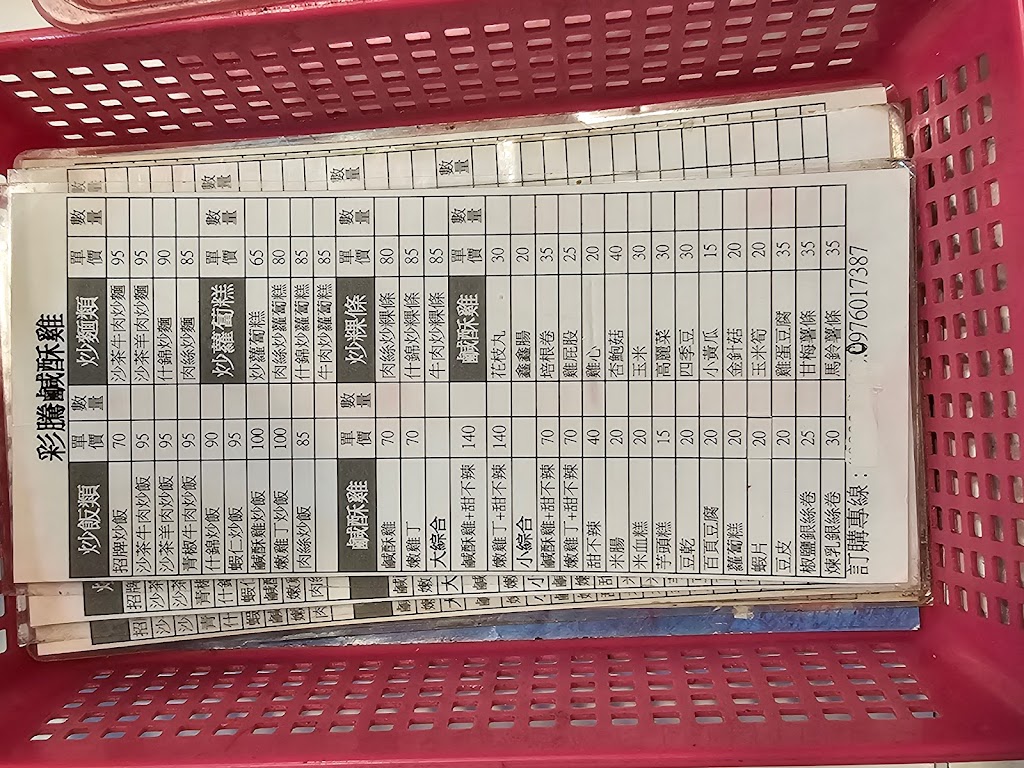 彩騰鹹酥雞
炒飯類 單價 數量 炒麵類 單價 數量
招牌炒飯 70 沙茶牛肉炒麵 95
沙茶牛肉炒飯 95 沙茶羊肉炒麵 95
沙茶羊肉炒飯 95 什錦炒麵 90
青椒牛肉炒飯 95 肉絲炒麵 85
什錦炒飯 90 炒蘿蔔糕 單價 數量
蝦仁炒飯 95
鹹酥雞炒飯 100 炒蘿蔔糕 65
嫩雞丁炒飯 100 肉絲炒蘿蔔糕 80
肉絲炒飯 85 什錦炒蘿蔔糕 85
牛肉炒蘿蔔糕 85
鹹酥雞 單價 數量 炒粿條 單價 數量
鹹酥雞 70 肉絲炒粿條 80
嫩雞丁 70 什錦炒粿條 85
大綜合 牛肉炒粿條 85
鹹酥雞+甜不辣 140 鹹酥雞 單價 數量
嫩雞丁+甜不辣 140 花枝丸 30
小綜合 鑫鑫腸 20
鹹酥雞+甜不辣 70 培根卷 35
嫩雞丁+甜不辣 70 雞屁股 25
甜不辣 40 雞心 20
米腸 20 杏鮑菇 40
米血糕 20 玉米 30
芋頭糕 15 高麗菜 30
豆乾 20 四季豆 30
百頁豆腐 20 小黃瓜 15
蘿蔔糕 20 金針菇 20
蝦片 20 玉米筍 20
豆皮 20 雞蛋豆腐 35
椒鹽銀絲卷 25 甘梅薯條 35
煉乳銀絲卷 30 馬鈴薯條 35
訂購專線： 0976017387